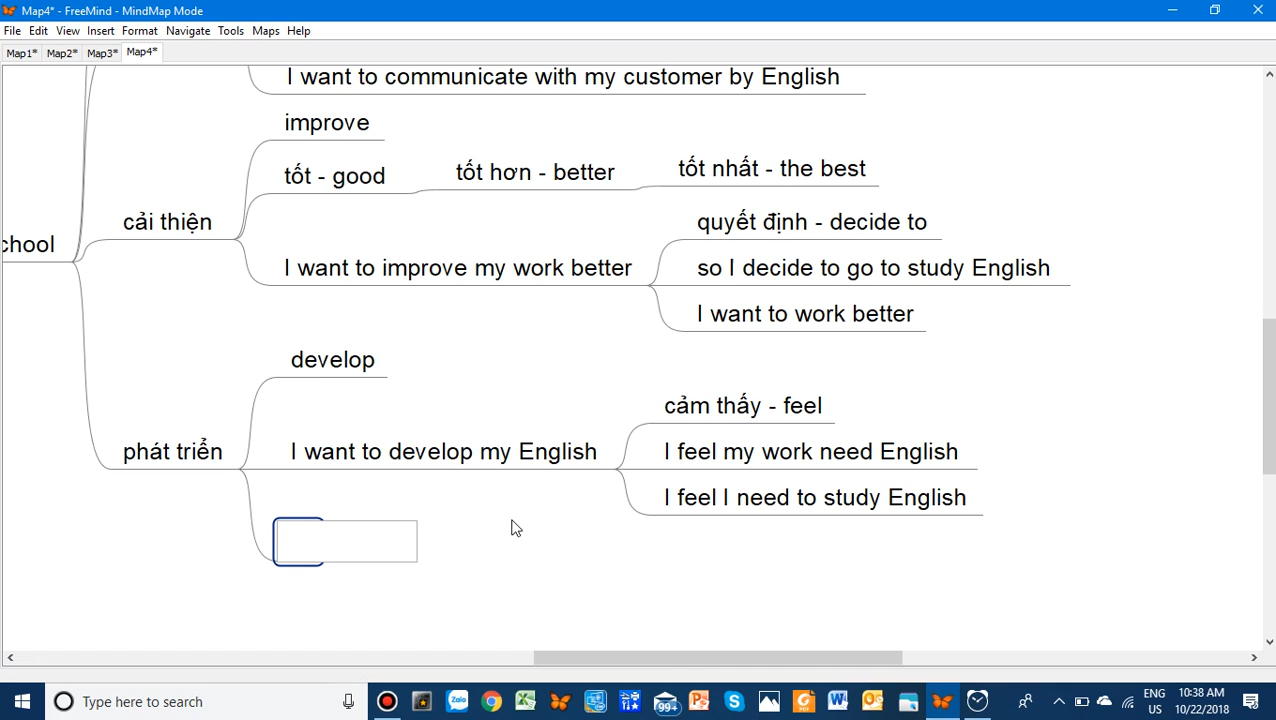 Map4* - FreeMind - MindMap Mode
File Edit View Insert Format Navigate Tools Maps Help
Map1* Map2* Map3* Map4*
I want to communicate with my customer by English
improve
tốt - good
tốt hơn - better
tốt nhất - the best
cải thiện
chool
I want to improve my work better
quyết định - decide to
so I decide to go to study English
I want to work better
develop
phát triển
I want to develop my English
cảm thấy - feel
I feel my work need English
I feel I need to study English
Type here to search
Zalo
99+
ENG
US
10:38 AM
10/22/2018